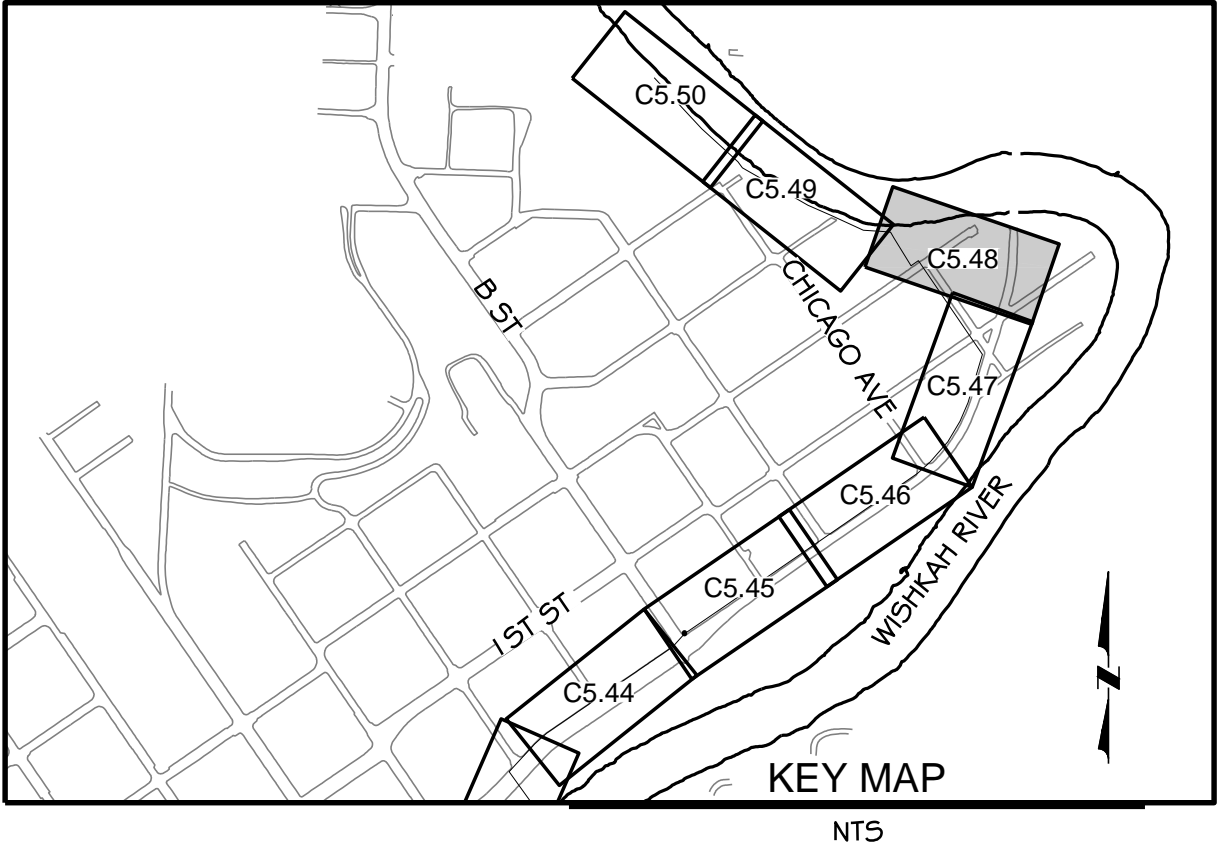 C5.50
C5.49
C5.48
B ST
CHICAGO AVE
C5.47
C5.46
WISHKAH RIVER
C5.45
1 ST ST
C5.44
N
KEY MAP
NTS